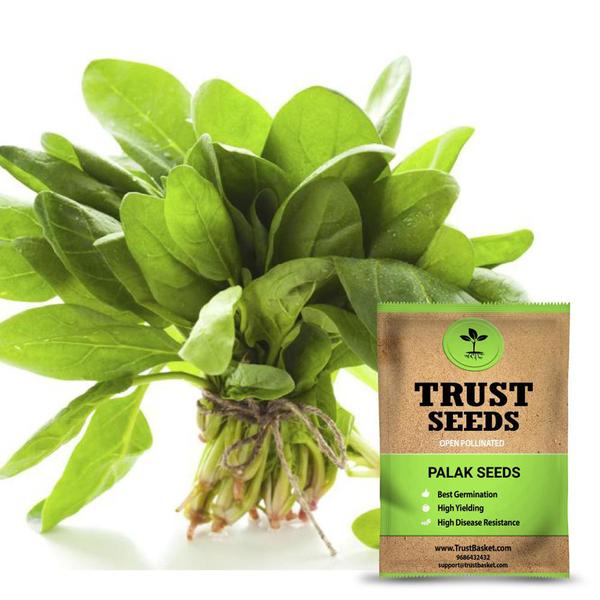 TRUST
SEEDS
OPEN POLLINATED
PALAK SEEDS
Best Germination
High Yielding
High Disease Resistance
www.TrustBasket.com
9686432432
support@trustbasket.com